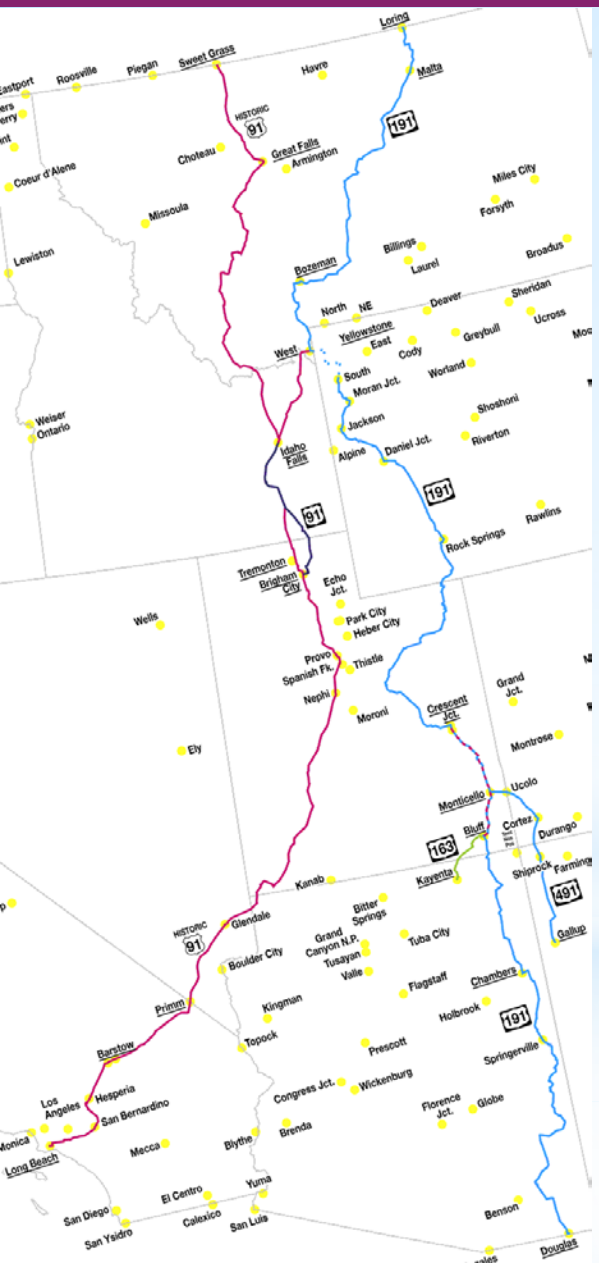 Loring
Sweet Grass
Piegan
Roosville
Eastport
Havre
Malta
ers
erry
HISTORIC
91
191
nt
Choteau
Great Falls
Armington
Coeur d'Alene
Miles City
Missoula
Forsyth
Broadus
Billings
Laurel
Lewiston
Bozeman
Sheridan
Deaver
North
NE
Ucross
Yellowstone
East
Greybull
Cody
West
Worland
South
Moran Jct.
Shoshoni
Weiser
Ontario
Jackson
Riverton
Daniel Jct.
Alpine
Idaho
Falls
191
91
Rawlins
Rock Springs
Tremonton
Brigham
City
Echo
Jct.
Park City
Heber City
Wells
Provo
Spanish Fk.
Thistle
Nephi
Grand
Jct.
Moroni
Crescent
Jct.
Montrose
Ely
Ucolo
Monticello
Cortez
Durango
Bluff
163
Shiprock
Farming
Kayenta
Kanab
491
Bitter
Springs
Glendale
HISTORIC
91
Grand
Canyon N.P.
Tusayan
Valle
Tuba City
Gallup
Boulder City
Chambers
Flagstaff
Holbrook
Primm
Kingman
191
Springerville
Topock
Prescott
Barstow
Congress Jct.
Wickenburg
Hesperia
Los
Angeles
San Bernardino
Florence
Jct.
Globe
Monica
Brenda
Blythe
Mecca
Long Beach
Yuma
El Centro
Benson
San Diego
Calexico
San Luis
San Ysidro
Douglas
ales